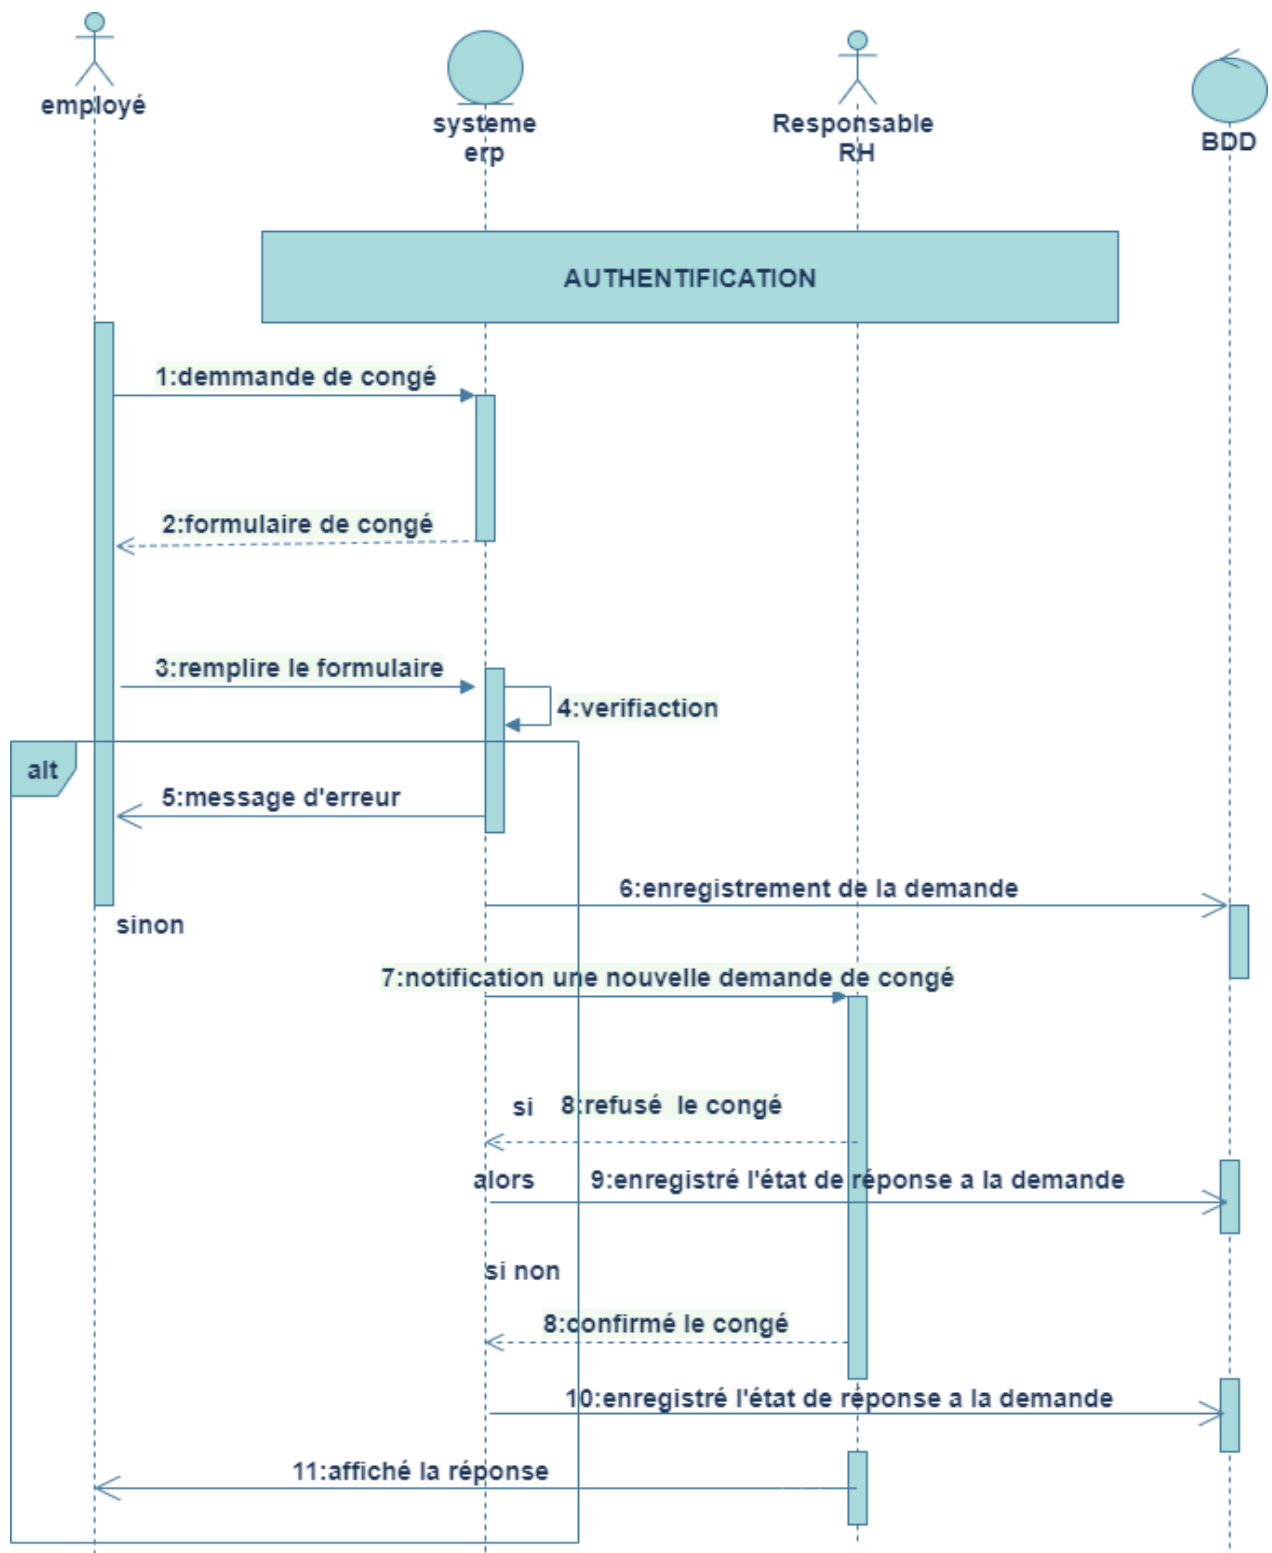 employé
systeme
erp
Responsable
RH
BDD
AUTHENTIFICATION
1:demmande de congé
2:formulaire de congé
3:remplire le formulaire
4:verifiaction
alt
5:message d'erreur
6:enregistrement de la demande
sinon
7:notification une nouvelle demande de congé
si 8:refusé le congé
alors 9:enregistré l'état de réponse a la demande
si non
8:confirmé le congé
10:enregistré l'état de réponse a la demande
11:affiché la réponse